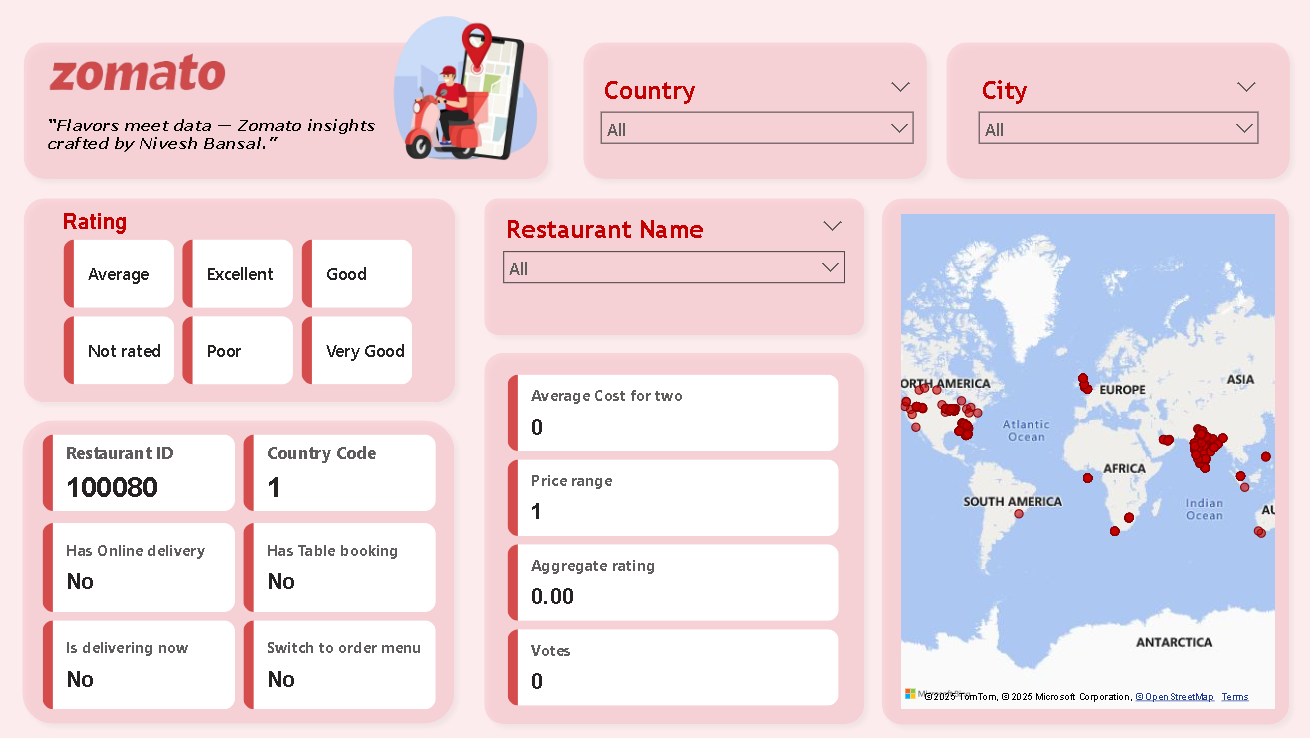 zomato
"Flavors meet data — Zomato insights
crafted by Nivesh Bansal."
Country
All
City
All
Rating
Average
Excellent
Good
Not rated
Poor
Very Good
Restaurant Name
All
Restaurant ID
100080
Country Code
1
Has Online delivery
No
Has Table booking
No
Is delivering now
No
Switch to order menu
No
Average Cost for two
0
Price range
1
Aggregate rating
0.00
Votes
0
ORTH AMERICA
EUROPE
ASIA
Atlantic
Ocean
AFRICA
SOUTH AMERICA
Indian
Ocean
AU
ANTARCTICA
©2025 TomTom, © 2025 Microsoft Corporation, © OpenStreetMap Terms